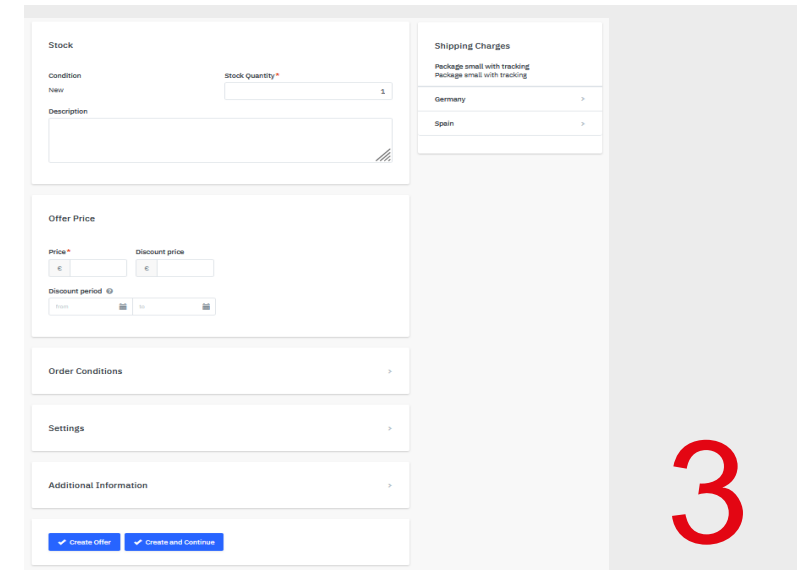 Stock
Condition
Stock Quantity*
New
1
Description
Offer Price
Price*
Discount price
€
€
Discount period ?
from
to
Order Conditions
Settings
Additional Information
Create Offer
Create and Continue
Shipping Charges
Package small with tracking
Package small with tracking
Germany
Spain
3